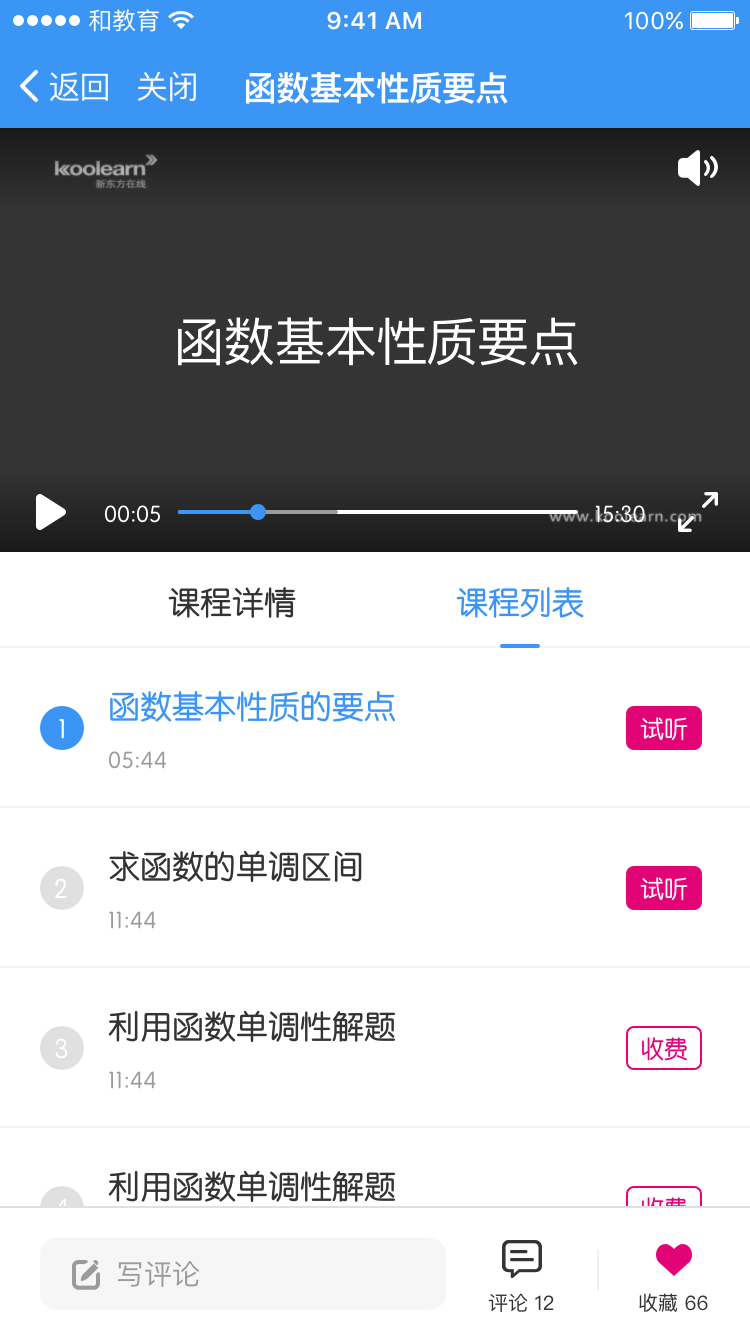 和教育 9:41 AM 100%
返回 关闭 函数基本性质要点
koolearn
新东方在线
函数基本性质要点
00:05 15:30
www.koolearn.com
课程详情 课程列表
1 函数基本性质的要点 试听
05:44
2 求函数的单调区间 试听
11:44
3 利用函数单调性解题 收费
11:44
4 利用函数单调性解题 收费
写评论
评论 12 收藏 66